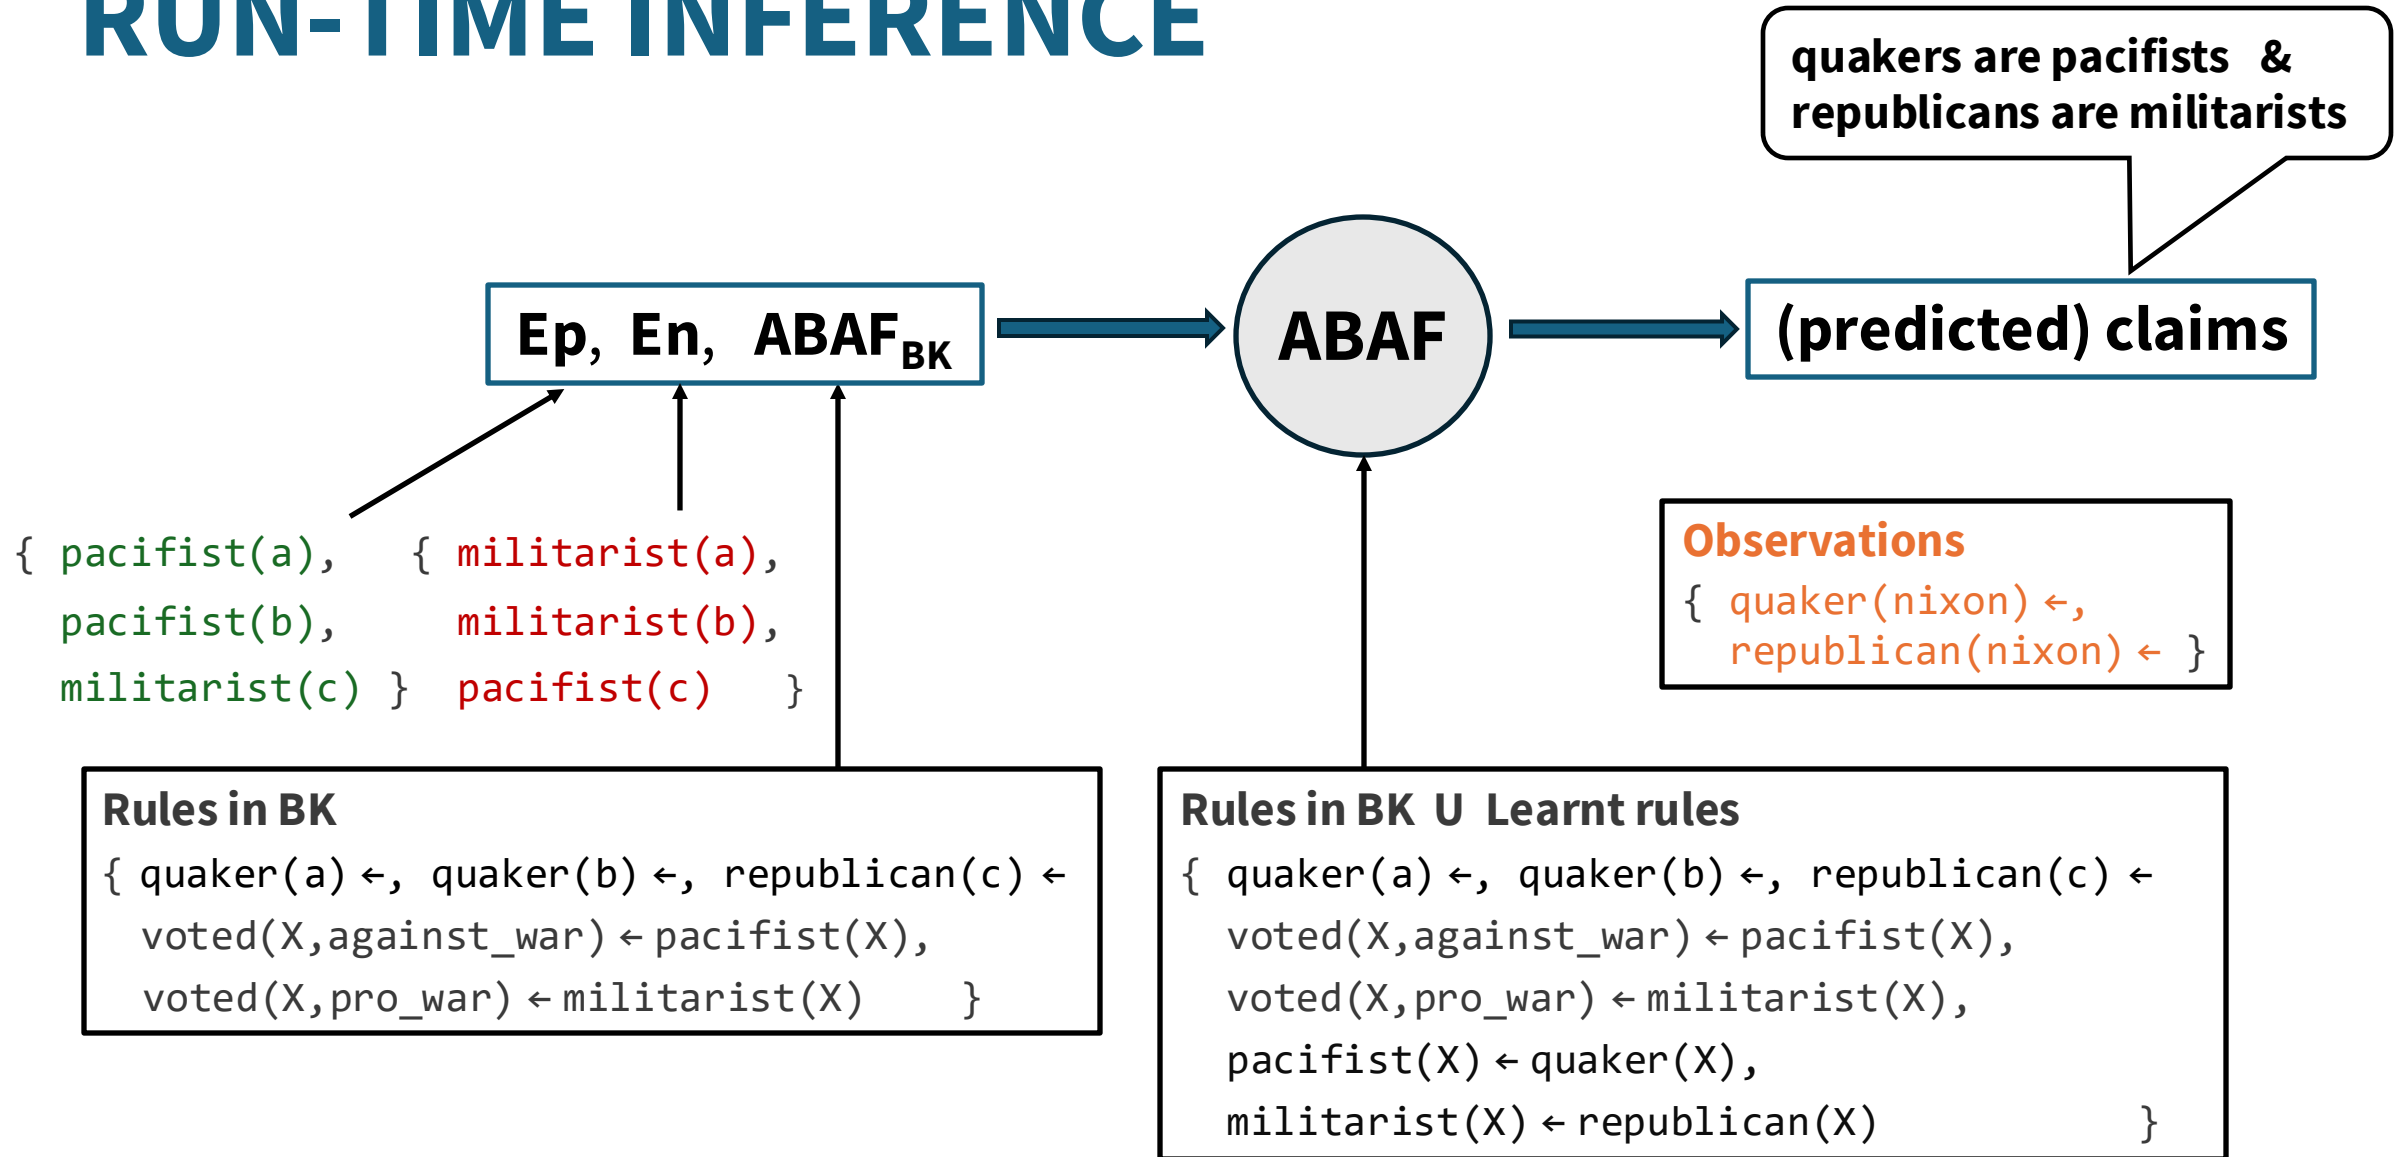 RUN-TIME INFERENCE
quakers are pacifists &
republicans are militarists
Ep, En, ABAF_BK
ABAF
(predicted) claims
{ pacifist(a),
pacifist(b),
militarist(c) }
{ militarist(a),
militarist(b),
pacifist(c) }
Observations
{ quaker(nixon) ←,
republican(nixon) ← }
Rules in BK
{ quaker(a) ←, quaker(b) ←, republican(c) ←
voted(X,against_war) ← pacifist(X),
voted(X,pro_war) ← militarist(X) }
Rules in BK U Learnt rules
{ quaker(a) ←, quaker(b) ←, republican(c) ←
voted(X,against_war) ← pacifist(X),
voted(X,pro_war) ← militarist(X),
pacifist(X) ← quaker(X),
militarist(X) ← republican(X) }